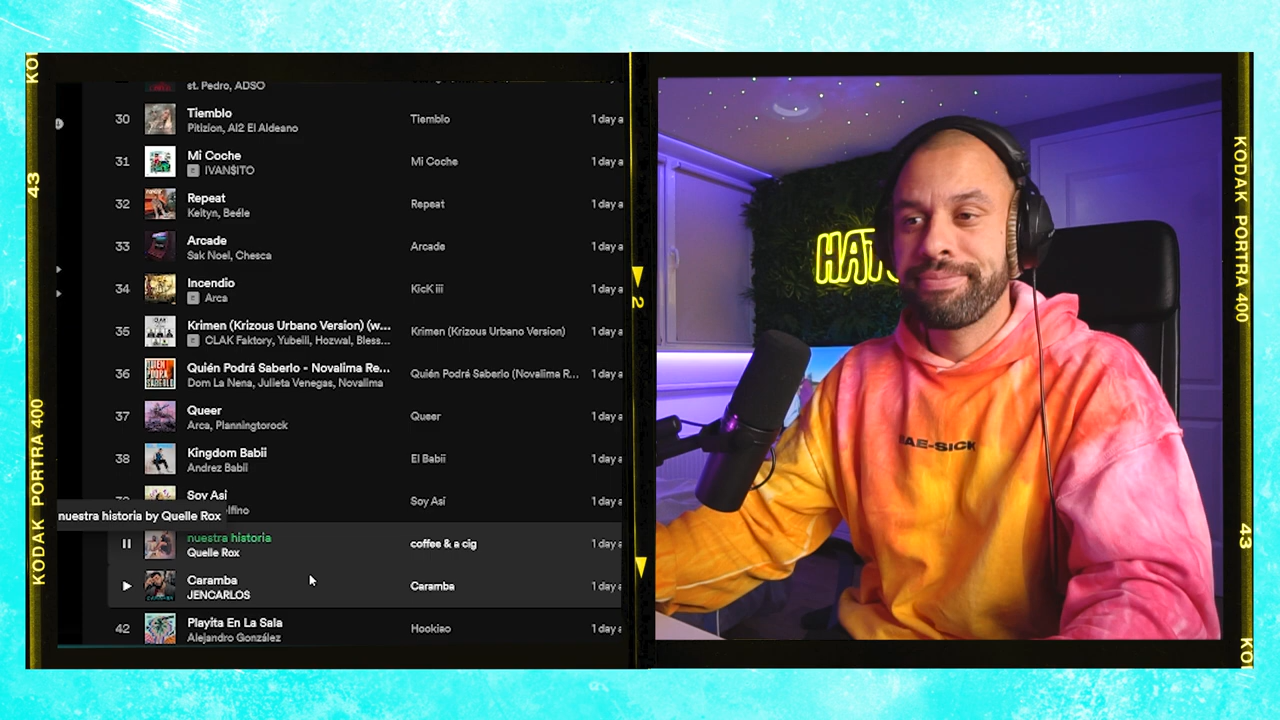 KODAK PORTRA 400
43
st. Pedro, ADSO
30
Tiemblo
Pitizion, Al2 El Aldeano
Tiemblo
1 day a
31
Mi Coche
E IVAN$ITO
Mi Coche
1 day a
32
Repeat
Keityn, Beéle
Repeat
1 day a
33
Arcade
Sak Noel, Chesca
Arcade
1 day a
34
Incendio
E Arca
KicK iii
1 day a
35
Krimen (Krizous Urbano Version) (w...
E CLAK Faktory, Yubeili, Hozwal, Bless...
Krimen (Krizous Urbano Version)
1 day a
36
Quién Podrá Saberlo - Novalima Re...
Dom La Nena, Julieta Venegas, Novalima
Quién Podrá Saberlo (Novalima R...
1 day a
37
Queer
Arca, Planningtorock
Queer
1 day a
38
Kingdom Babii
Andrez Babii
El Babii
1 day a
Soy Asi
Soy Asi
1 day a
nuestra historia by Quelle Rox
nuestra historia
Quelle Rox
coffee & a cig
1 day a
Caramba
JENCARLOS
Caramba
1 day a
42
Playita En La Sala
Alejandro González
Hookiao
1 day a
2
KODAK PORTRA 400
43
KO